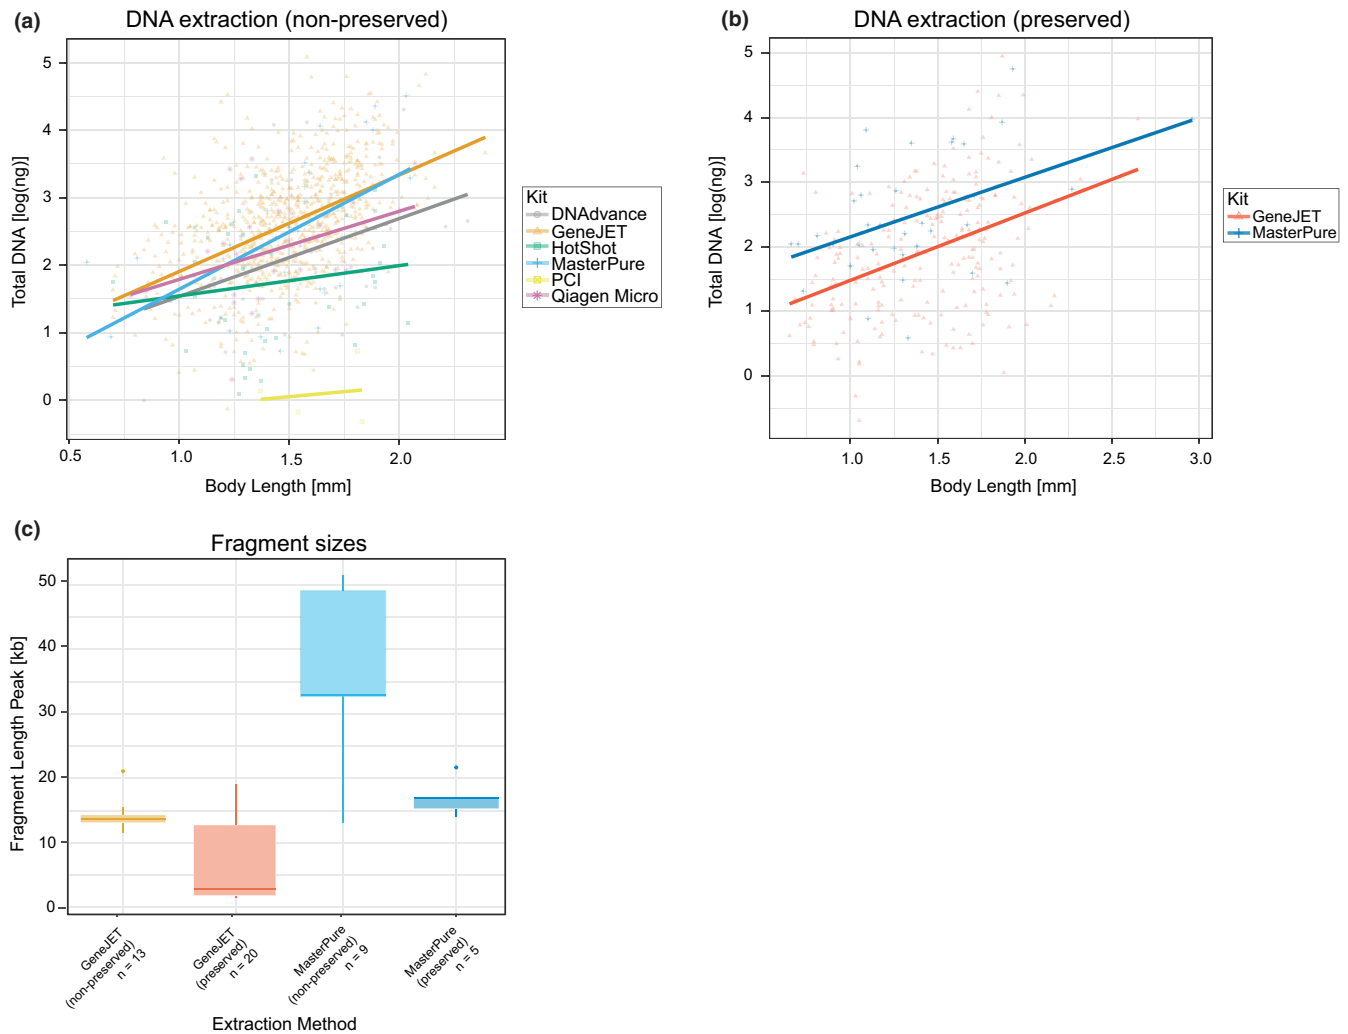 (a)
DNA extraction (non-preserved)
Total DNA [log(ng)]
5
4
3
2
1
0
0.5
1.0
1.5
2.0
Body Length [mm]
Kit
DNAdvance
GeneJET
HotShot
MasterPure
PCI
Qiagen Micro
(b)
DNA extraction (preserved)
Total DNA [log(ng)]
5
4
3
2
1
0
1.0
1.5
2.0
2.5
3.0
Body Length [mm]
Kit
GeneJET
MasterPure
(c)
Fragment sizes
Fragment Length Peak [kb]
50
40
30
20
10
0
GeneJET
(non-preserved)
n = 13
GeneJET
(preserved)
n = 20
MasterPure
(non-preserved)
n = 9
MasterPure
(preserved)
n = 5
Extraction Method